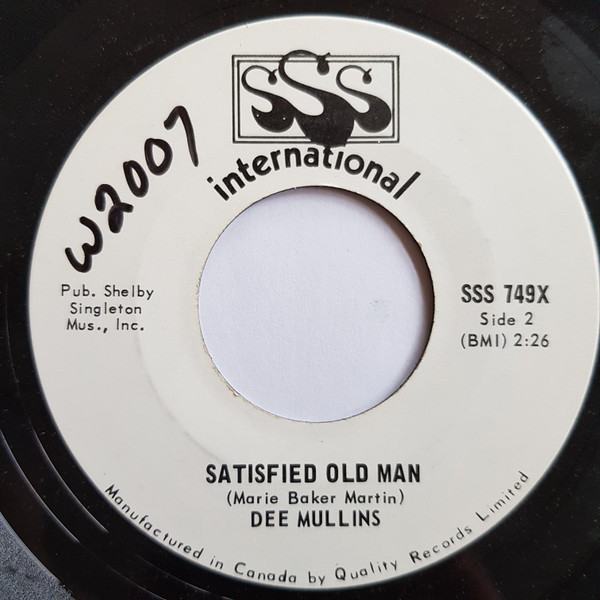 SSS
international
W2007
Pub. Shelby
Singleton
Mus., Inc.
SSS 749X
Side 2
(BMI) 2:26
SATISFIED OLD MAN
(Marie Baker Martin)
DEE MULLINS
Manufactured in Canada by Quality Records Limited